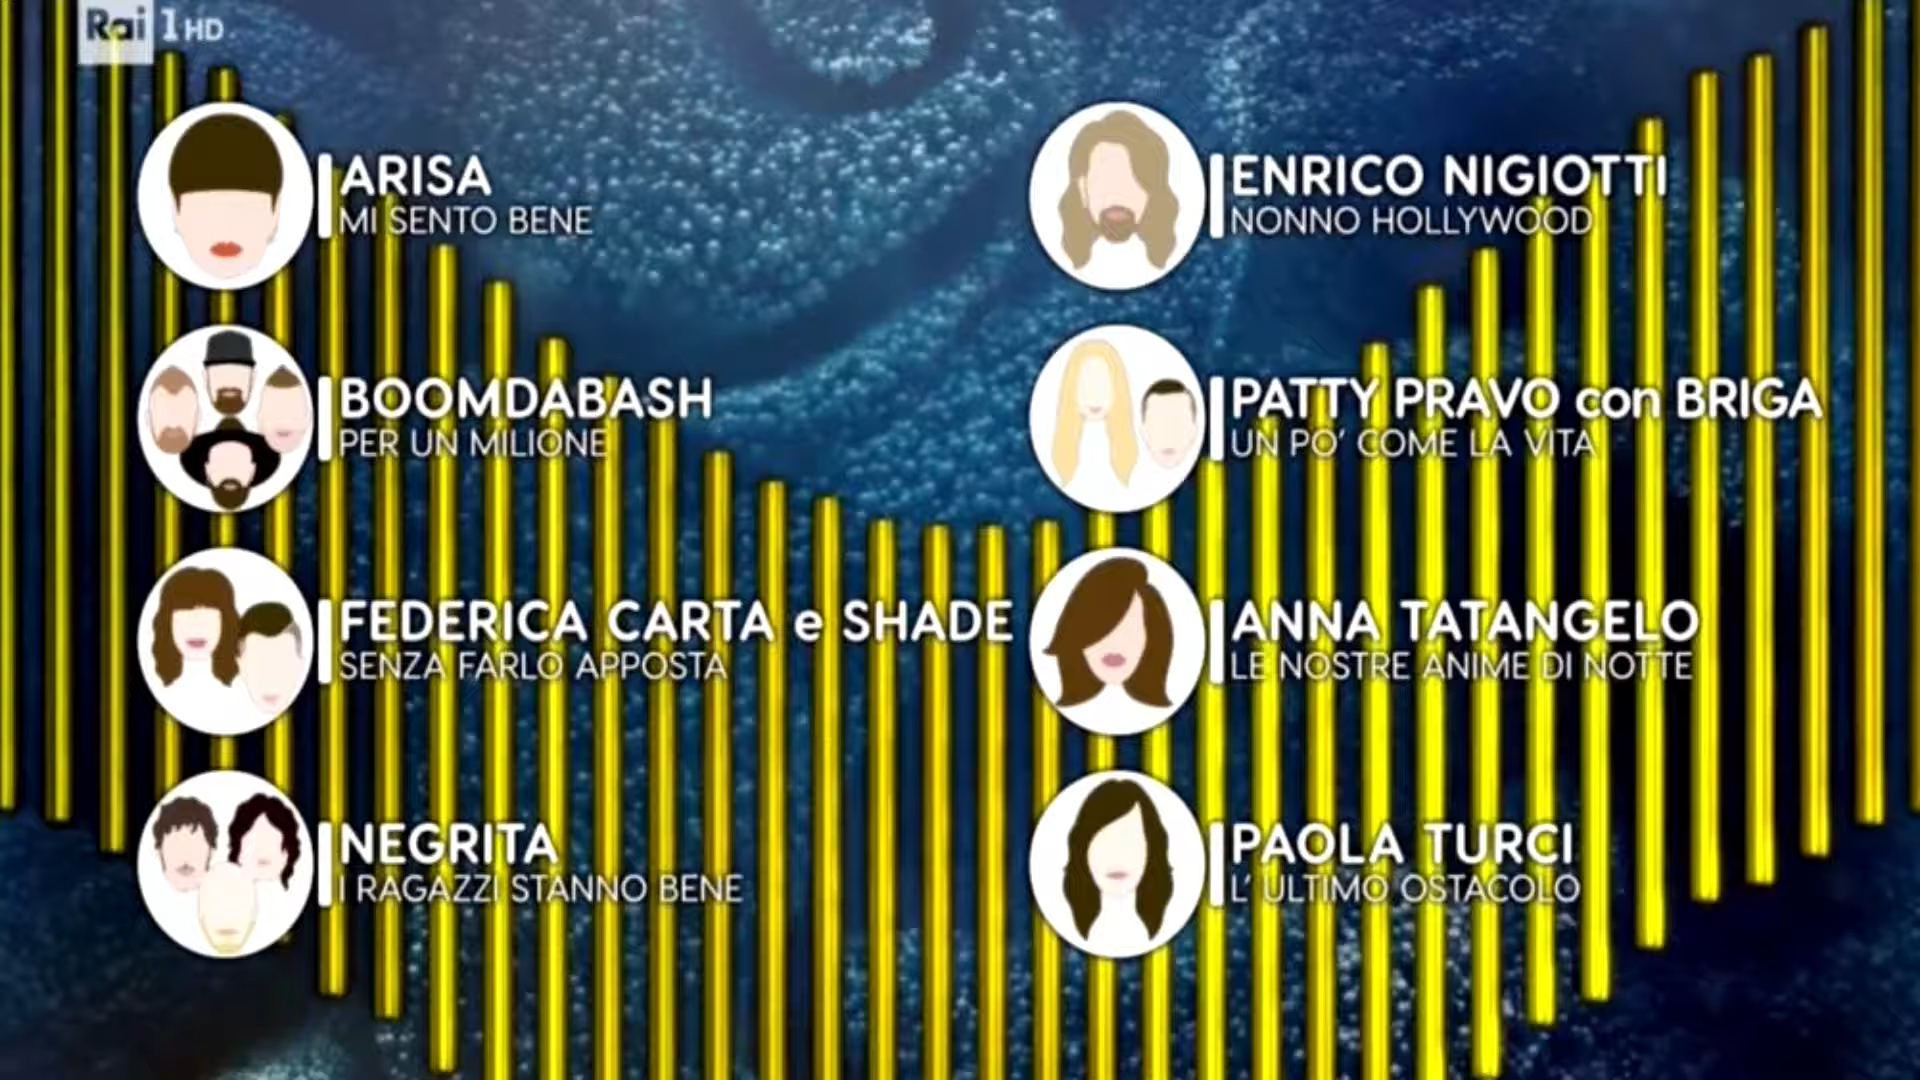 Rai 1 HD
ARISA
MI SENTO BENE
BOOMDABASH
PER UN MILIONE
FEDERICA CARTA e SHADE
SENZA FARLO APPOSTA
NEGRITA
I RAGAZZI STANNO BENE
ENRICO NIGIOTTI
NONNO HOLLYWOOD
PATTY PRAVO con BRIGA
UN PO' COME LA VITA
ANNA TATANGELO
LE NOSTRE ANIME DI NOTTE
PAOLA TURCI
L' ULTIMO OSTACOLO